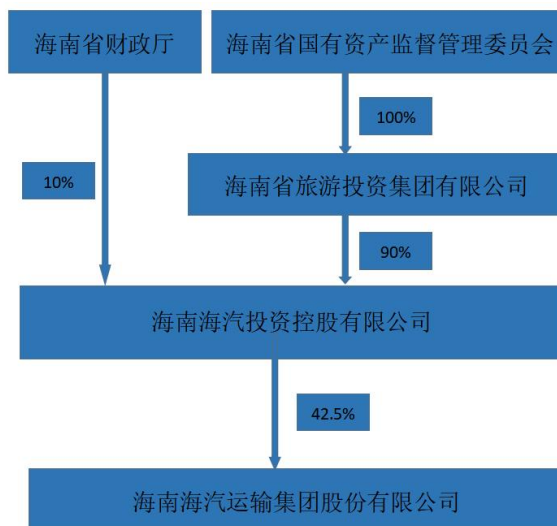 海南省财政厅
海南省国有资产监督管理委员会
100%
10%
海南省旅游投资集团有限公司
90%
海南海汽投资控股有限公司
42.5%
海南海汽运输集团股份有限公司